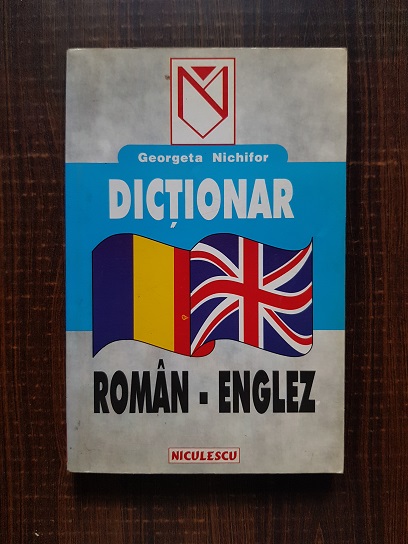 Georgeta Nichifor
DICȚIONAR
ROMÂN - ENGLEZ
NICULESCU